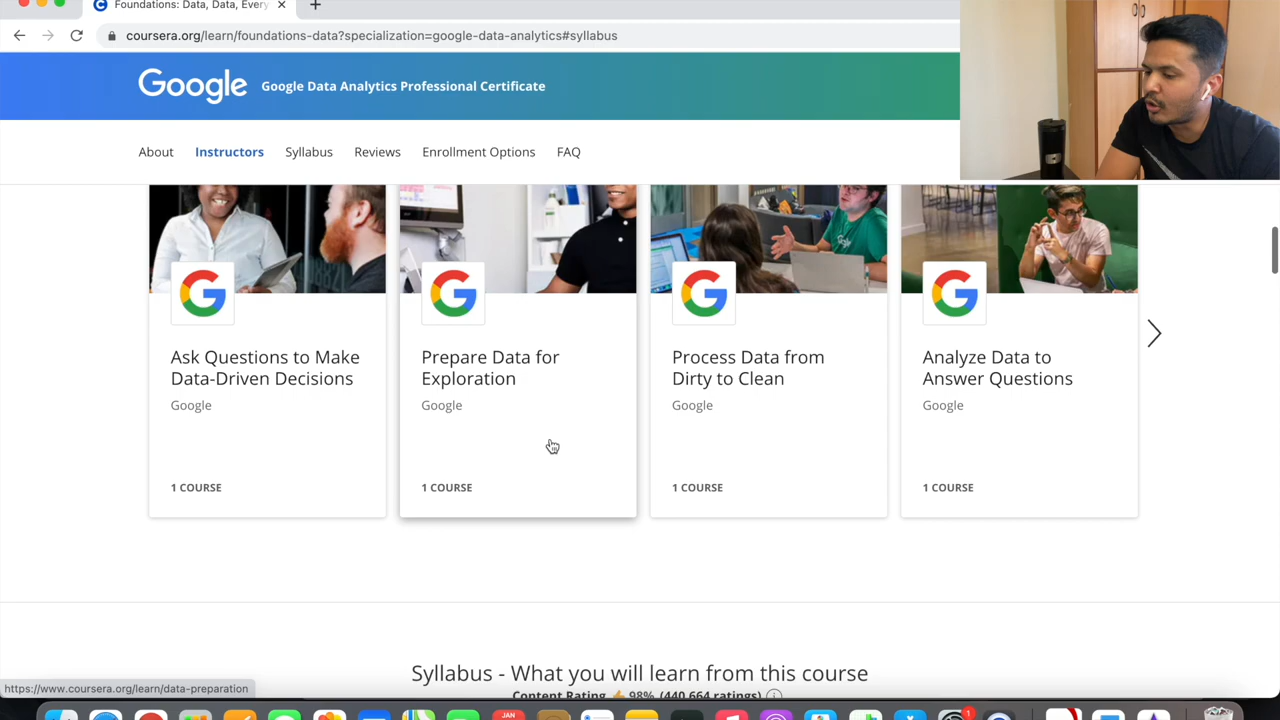 Foundations: Data, Data, Every
coursera.org/learn/foundations-data?specialization=google-data-analytics#syllabus
Google
Google Data Analytics Professional Certificate
About
Instructors
Syllabus
Reviews
Enrollment Options
FAQ
Ask Questions to Make
Data-Driven Decisions
Google
1 COURSE
Prepare Data for
Exploration
Google
1 COURSE
Process Data from
Dirty to Clean
Google
1 COURSE
Analyze Data to
Answer Questions
Google
1 COURSE
Syllabus - What you will learn from this course
Content Rating 98% (440,664 ratings)
https://www.coursera.org/learn/data-preparation
JAN
1